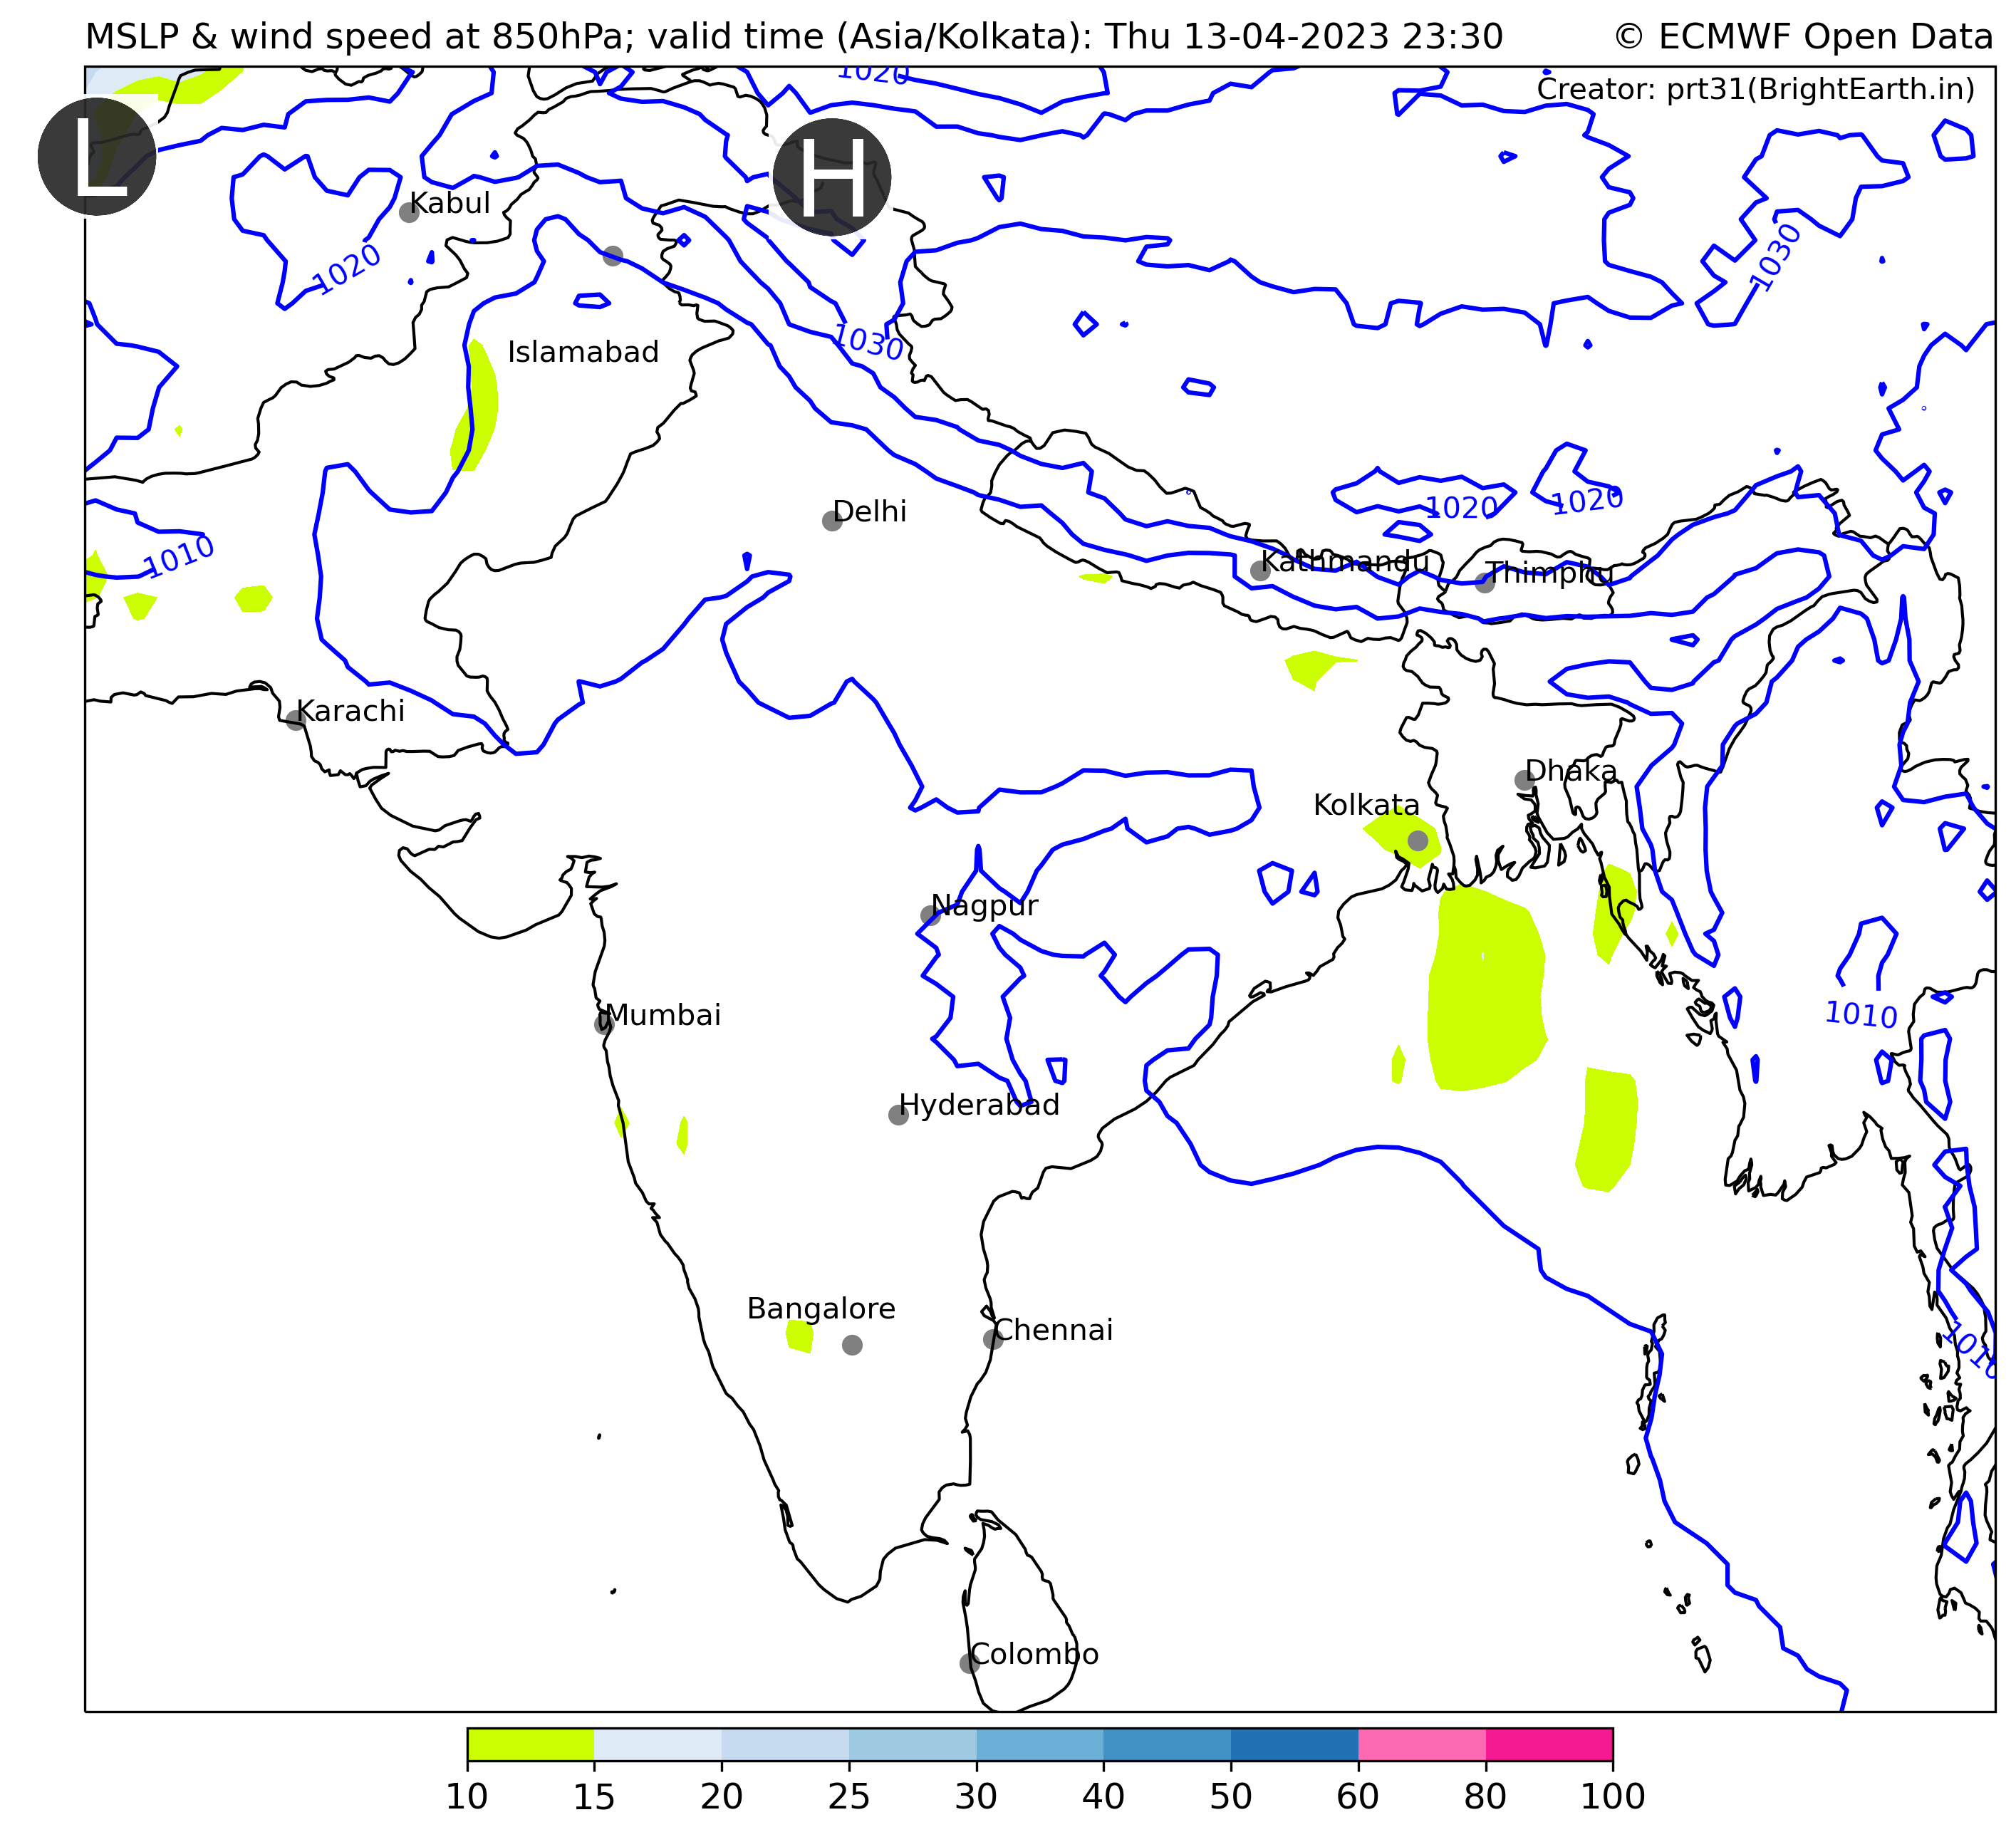 MSLP & wind speed at 850hPa; valid time (Asia/Kolkata): Thu 13-04-2023 23:30
© ECMWF Open Data
1020
Creator: prt31(BrightEarth.in)
L
H
Kabul
1020
1030
1030
Islamabad
Delhi
1020
1020
1010
Kathmandu
Thimphu
Karachi
Dhaka
Kolkata
Nagpur
Mumbai
1010
Hyderabad
Bangalore
Chennai
1010
Colombo
10 15 20 25 30 40 50 60 80 100